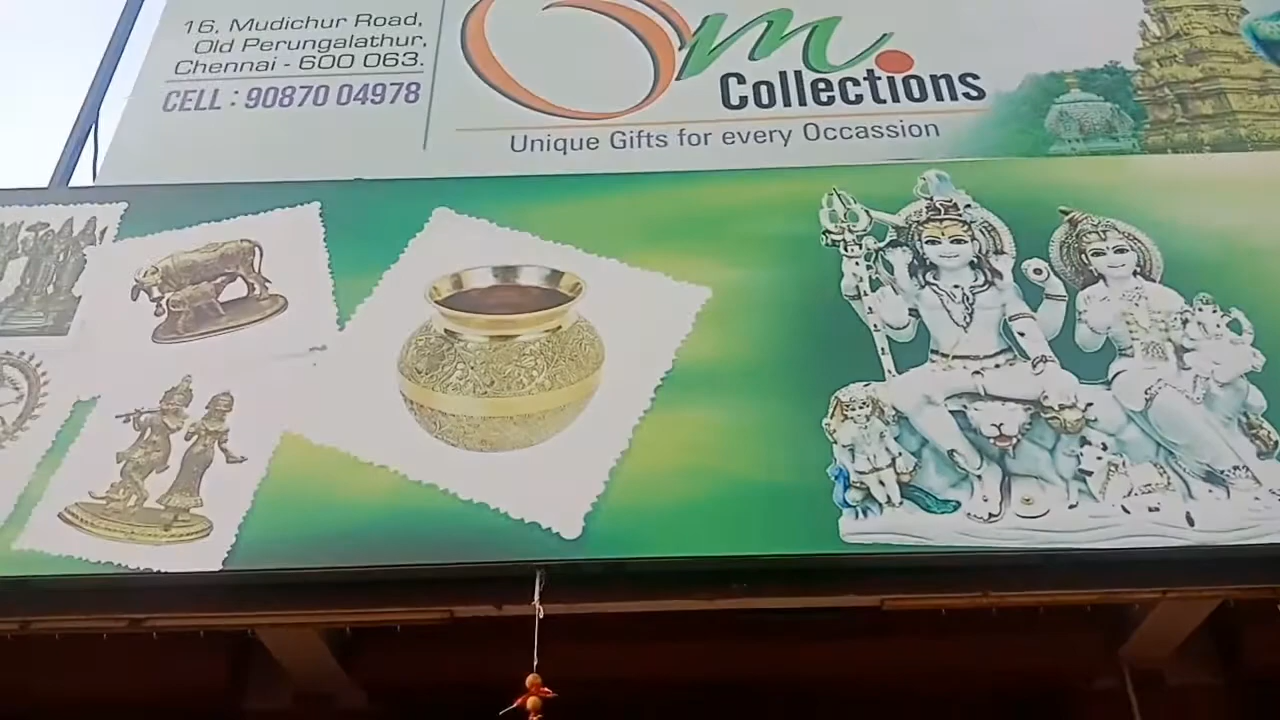 16, Mudichur Road,
Old Perungalathur,
Chennai - 600 063.
CELL : 90870 04978
Om
Collections
Unique Gifts for every Occassion